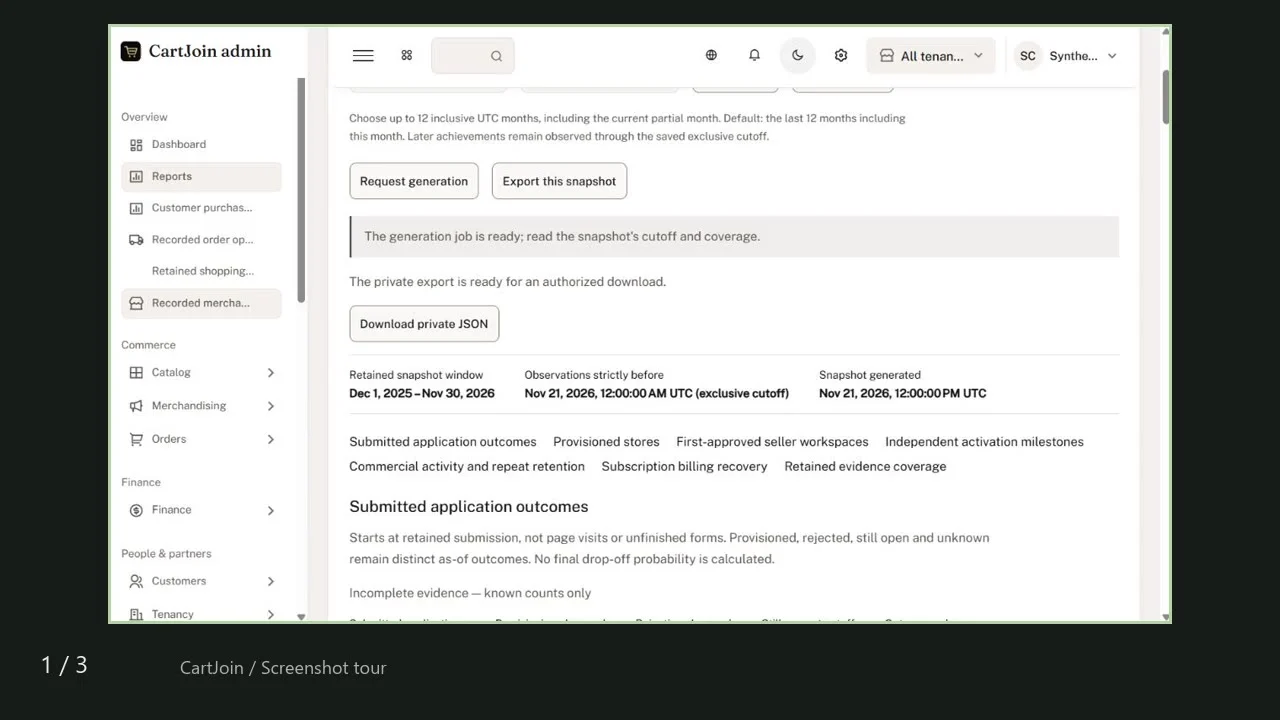 CartJoin admin
All tenan...
SC
Synthe...
Overview
Dashboard
Reports
Customer purchas...
Recorded order op...
Retained shopping...
Recorded mercha...
Commerce
Catalog
Merchandising
Orders
Finance
Finance
People & partners
Customers
Tenancy
Choose up to 12 inclusive UTC months, including the current partial month. Default: the last 12 months including
this month. Later achievements remain observed through the saved exclusive cutoff.
Request generation
Export this snapshot
The generation job is ready; read the snapshot's cutoff and coverage.
The private export is ready for an authorized download.
Download private JSON
Retained snapshot window
Dec 1, 2025 – Nov 30, 2026
Observations strictly before
Nov 21, 2026, 12:00:00 AM UTC (exclusive cutoff)
Snapshot generated
Nov 21, 2026, 12:00:00 PM UTC
Submitted application outcomes Provisioned stores First-approved seller workspaces Independent activation milestones
Commercial activity and repeat retention Subscription billing recovery Retained evidence coverage
Submitted application outcomes
Starts at retained submission, not page visits or unfinished forms. Provisioned, rejected, still open and unknown
remain distinct as-of outcomes. No final drop-off probability is calculated.
Incomplete evidence — known counts only
1 / 3
CartJoin / Screenshot tour